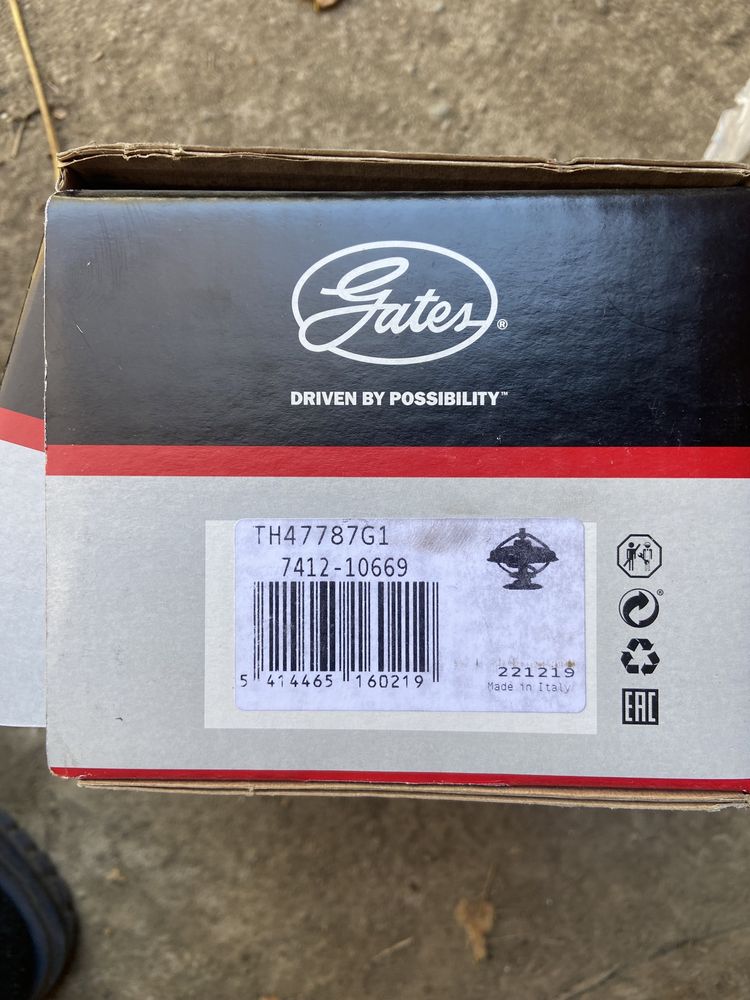 Gates®
DRIVEN BY POSSIBILITY™
TH47787G1
7412-10669
5 414465 160219
221219
Made in Italy
®
EAC